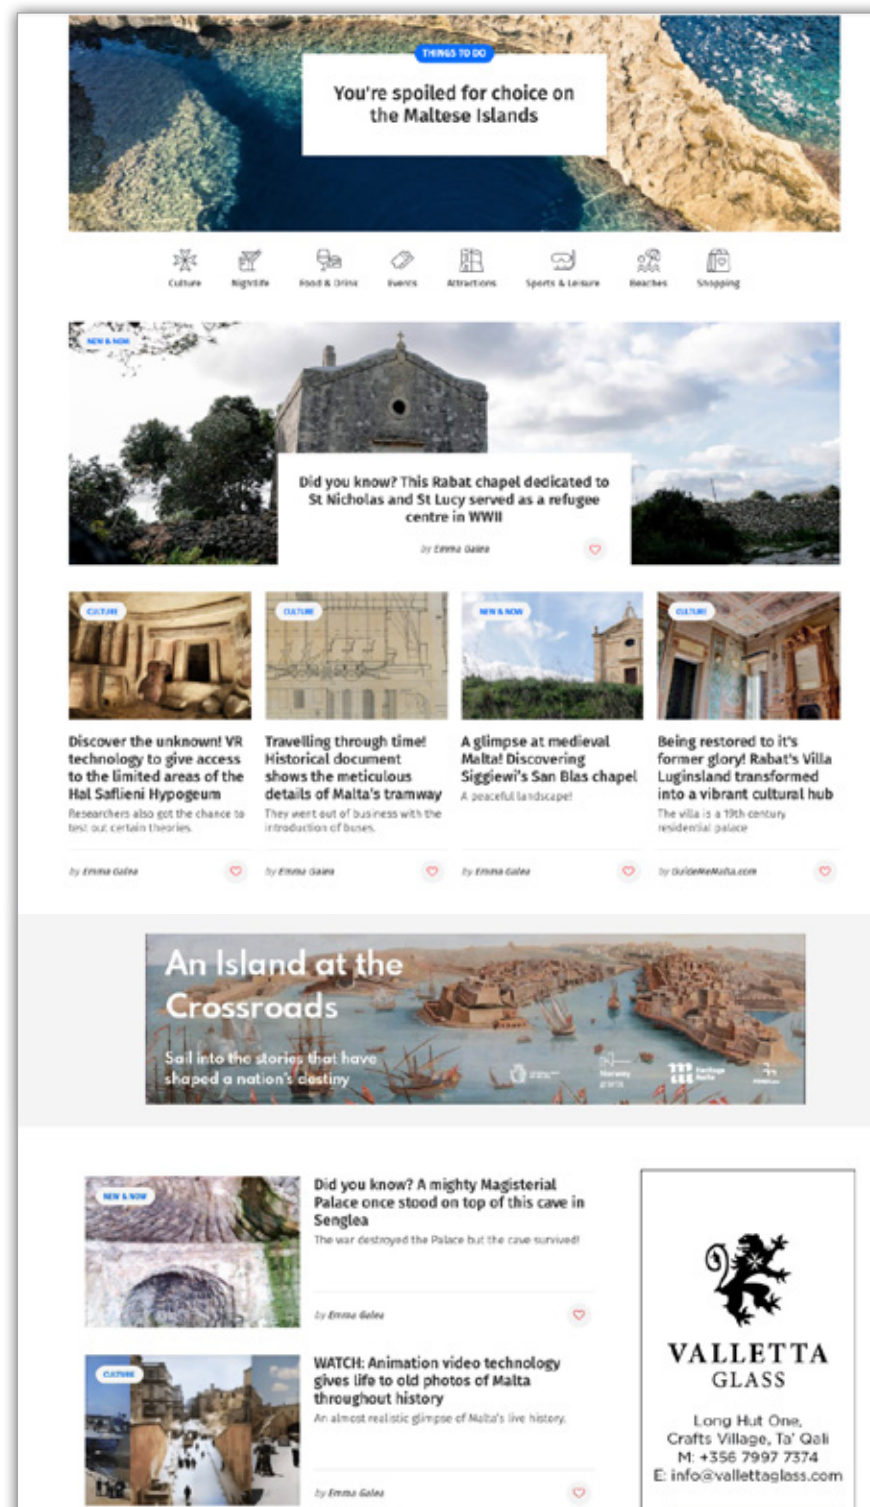 THINGS TO DO
You're spoiled for choice on
the Maltese Islands
Culture
Nightlife
Food & Drink
Events
Attractions
Sports & Leisure
Beaches
Shopping
NEW & NOW
Did you know? This Rabat chapel dedicated to
St Nicholas and St Lucy served as a refugee
centre in WWII
by Emma Galea
CULTURE
Discover the unknown! VR
technology to give access
to the limited areas of the
Hal Saflieni Hypogeum
Researchers also got the chance to
test out certain theories.
by Emma Galea
CULTURE
Travelling through time!
Historical document
shows the meticulous
details of Malta's tramway
They went out of business with the
introduction of buses.
by Emma Galea
NEW & NOW
A glimpse at medieval
Malta! Discovering
Siggiewi's San Blas chapel
A peaceful landscape!
by Emma Galea
CULTURE
Being restored to it's
former glory! Rabat's Villa
Luginsland transformed
into a vibrant cultural hub
The villa is a 19th century
residential palace
by GuideMeMalta.com
An Island at the
Crossroads
Sail into the stories that have
shaped a nation's destiny
Norway
grants
Heritage
Malta
NEW & NOW
Did you know? A mighty Magisterial
Palace once stood on top of this cave in
Senglea
The war destroyed the Palace but the cave survived!
by Emma Galea
CULTURE
WATCH: Animation video technology
gives life to old photos of Malta
throughout history
An almost realistic glimpse of Malta's live history.
by Emma Galea
VALLETTA
GLASS
Long Hut One,
Crafts Village, Ta' Qali
M: +356 7997 7374
E: info@vallettaglass.com